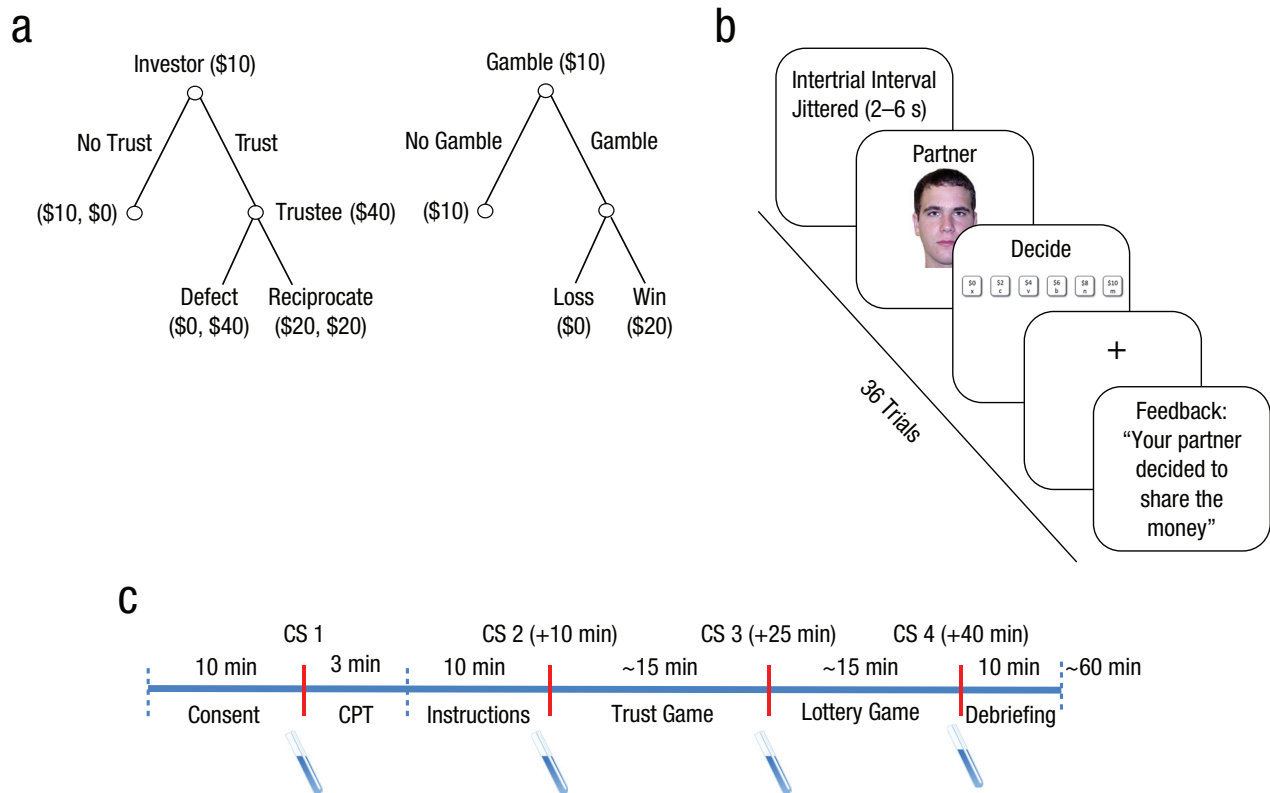 a
Investor ($10)
No Trust
Trust
($10, $0)
Trustee ($40)
Defect
($0, $40)
Reciprocate
($20, $20)
Gamble ($10)
No Gamble
Gamble
($10)
Loss
($0)
Win
($20)
b
Intertrial Interval
Jittered (2–6 s)
Partner
Decide
$0 $2 $4 $6 $8 $10
x c v b n m
+
Feedback:
“Your partner
decided to
share the
money”
36 Trials
c
CS 1 CS 2 (+10 min) CS 3 (+25 min) CS 4 (+40 min)
10 min 3 min 10 min ~15 min ~15 min 10 min ~60 min
Consent CPT Instructions Trust Game Lottery Game Debriefing